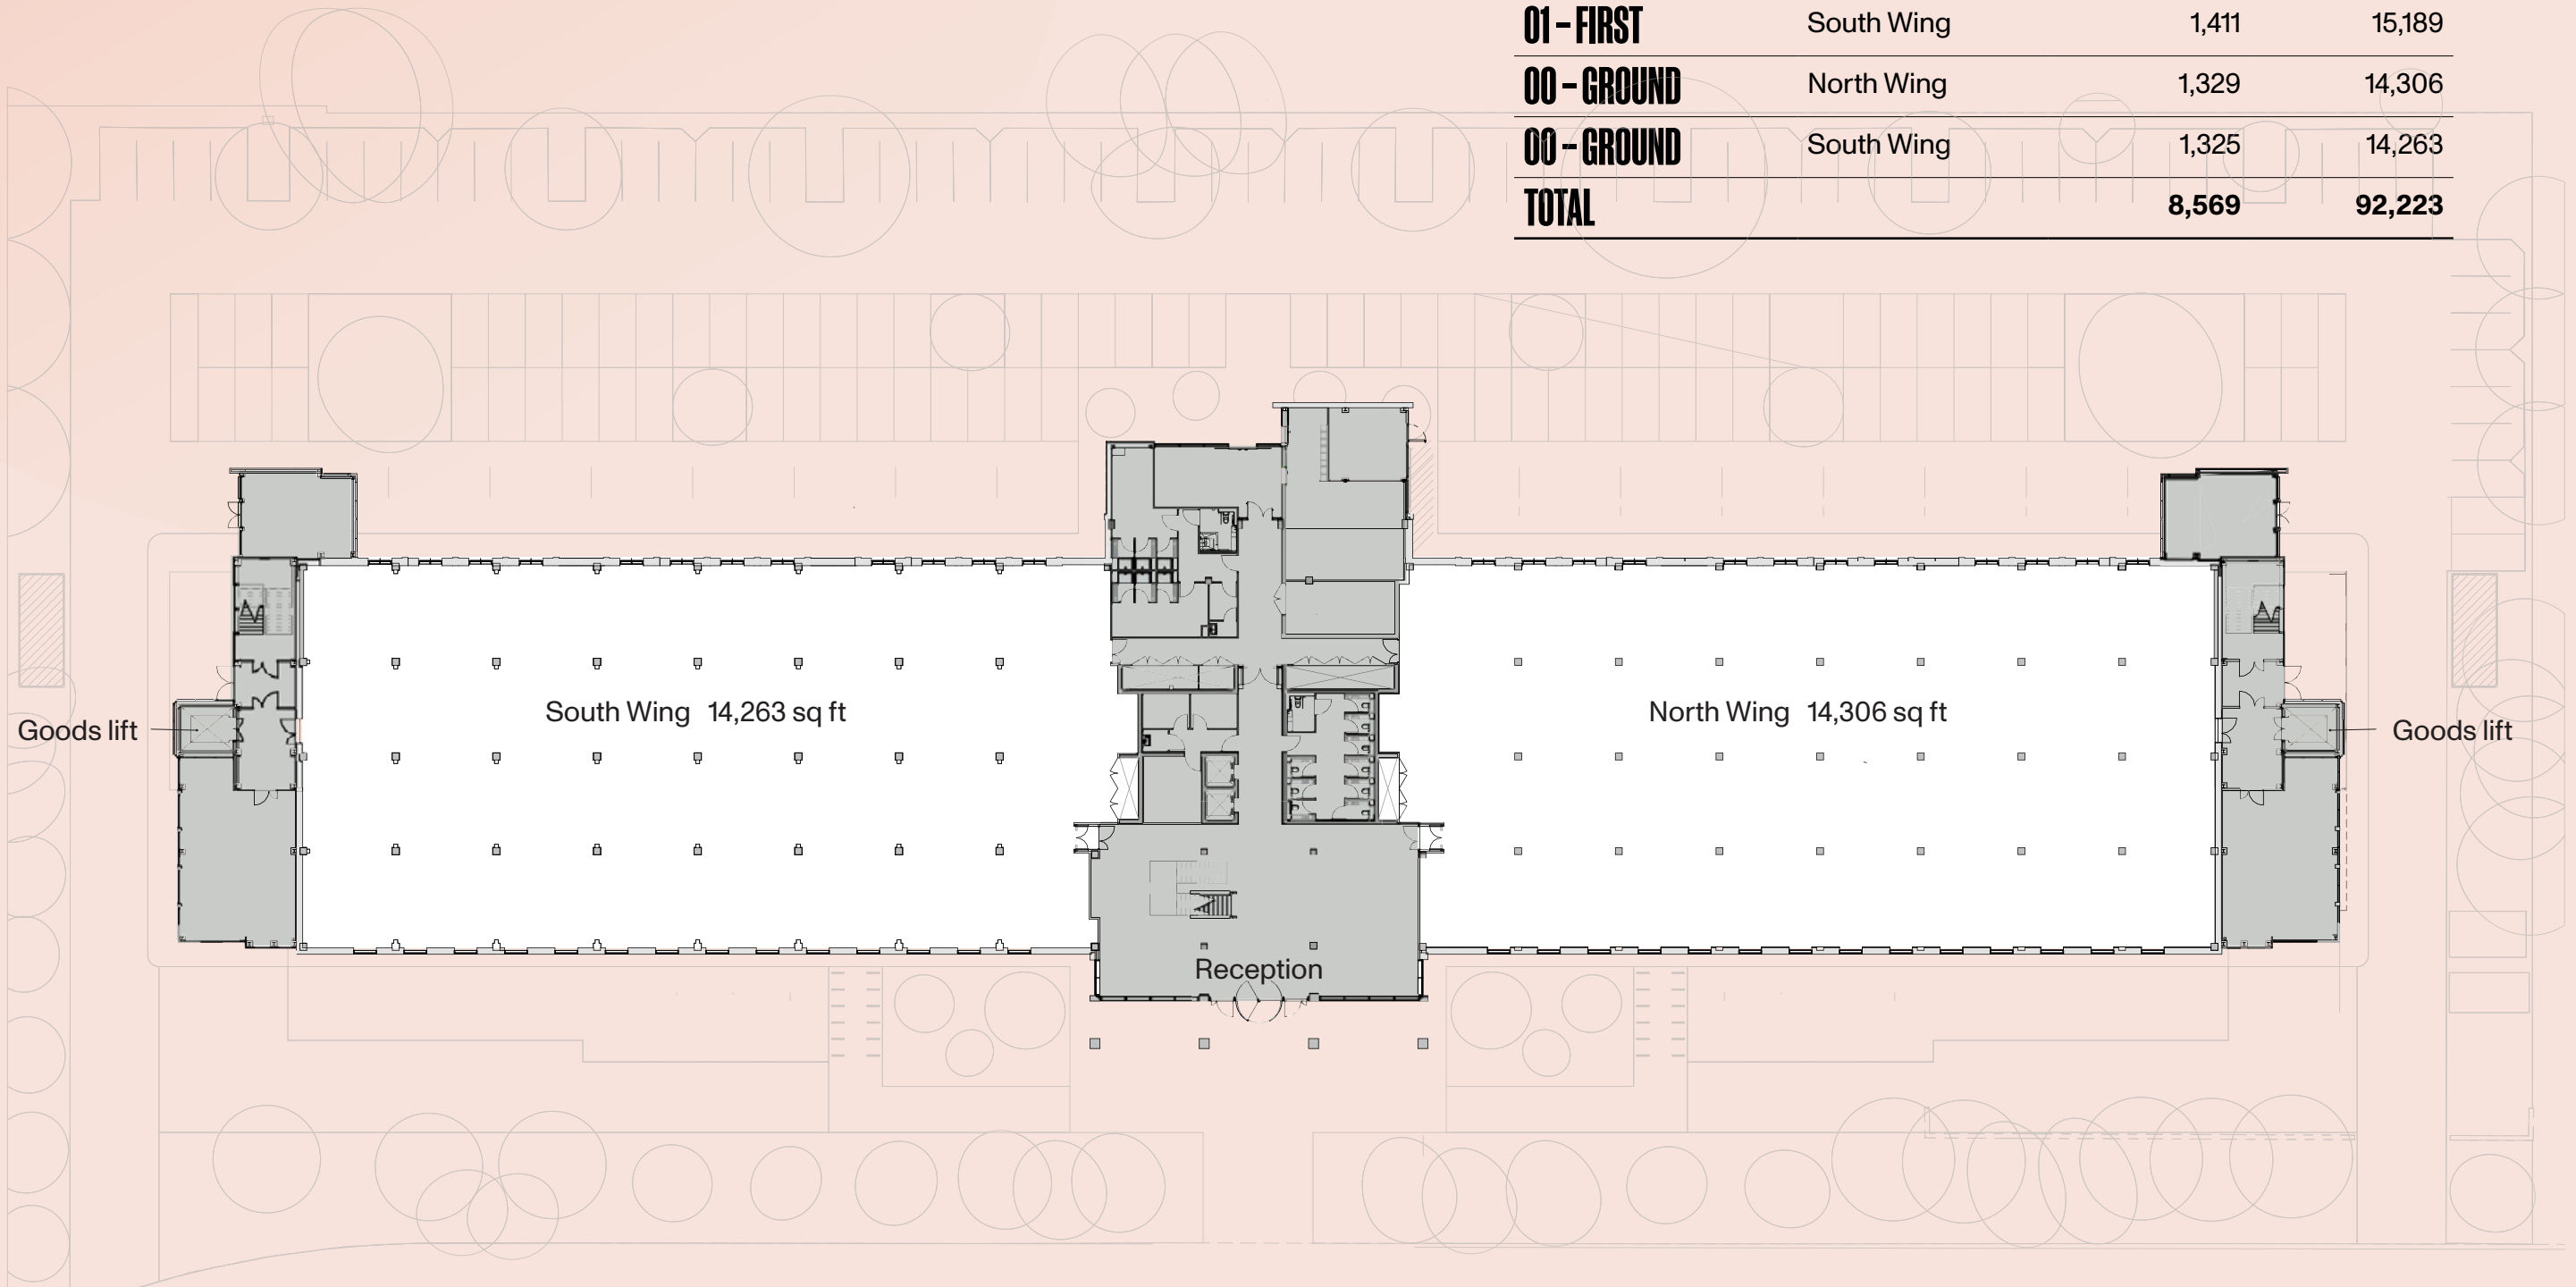 01 – FIRST South Wing 1,411 15,189
00 – GROUND North Wing 1,329 14,306
00 – GROUND South Wing 1,325 14,263
TOTAL 8,569 92,223
South Wing 14,263 sq ft
North Wing 14,306 sq ft
Goods lift
Goods lift
Reception